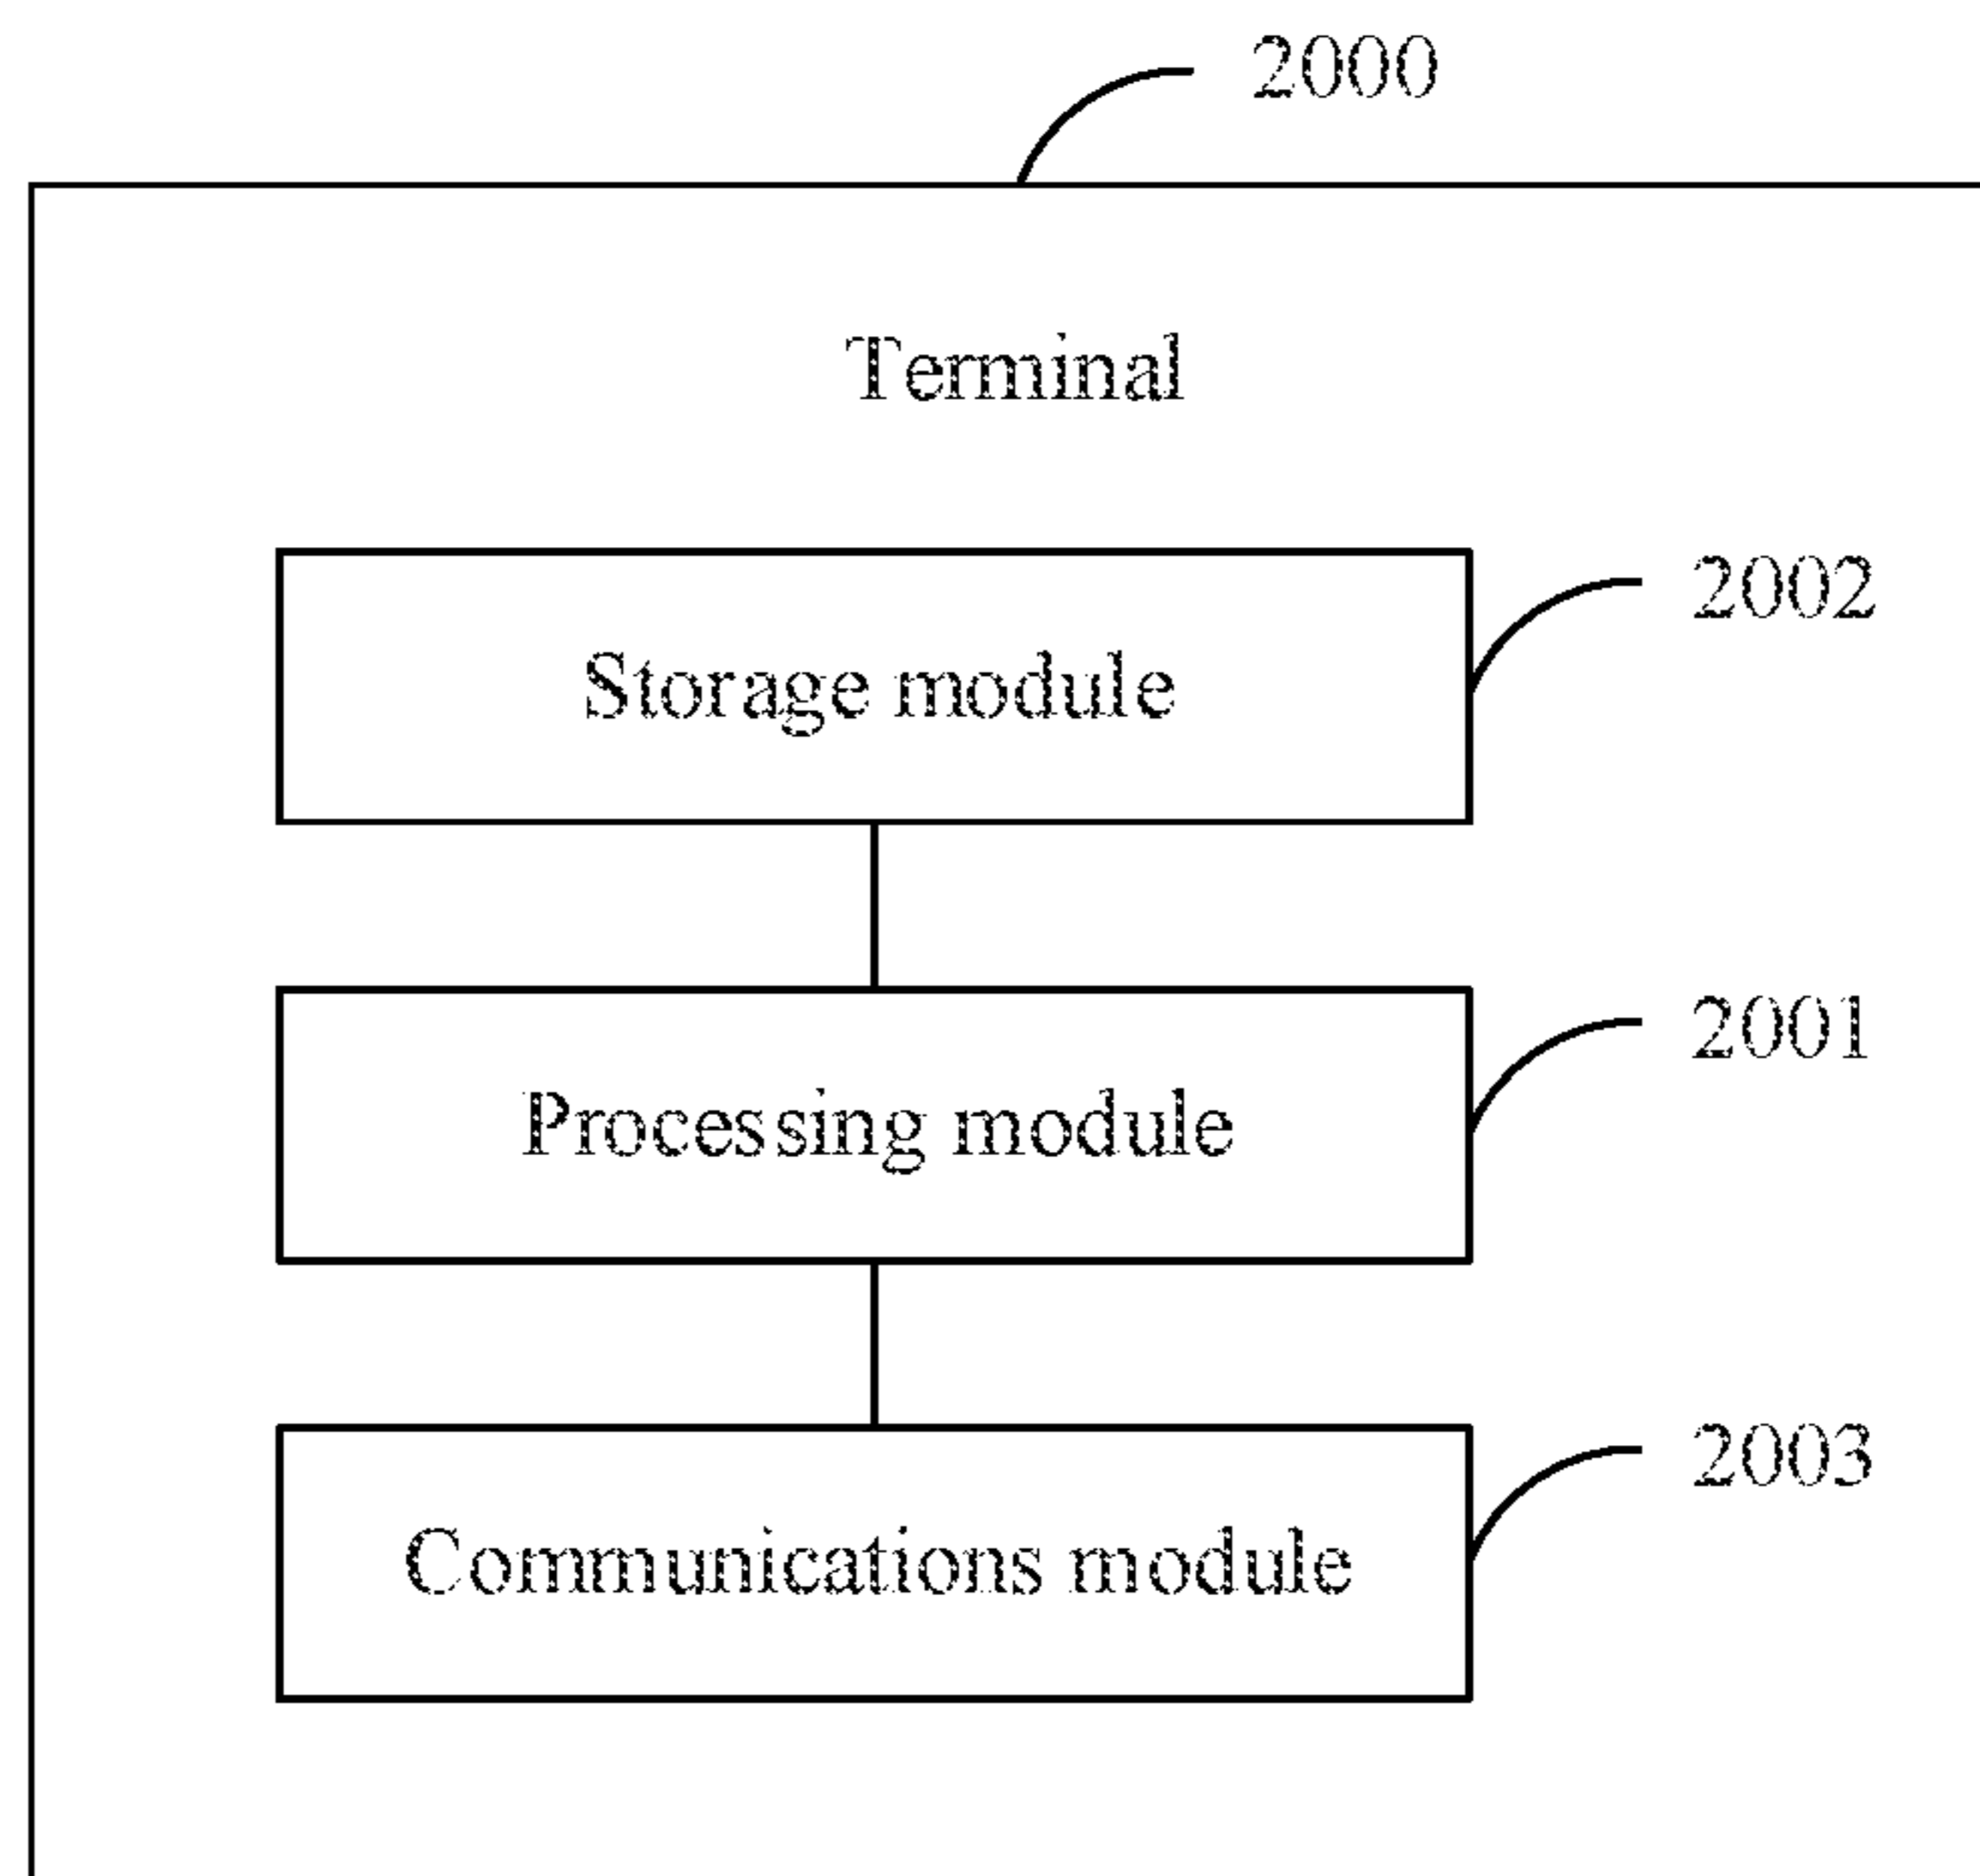 2000
Terminal
2002
Storage module
2001
Processing module
2003
Communications module